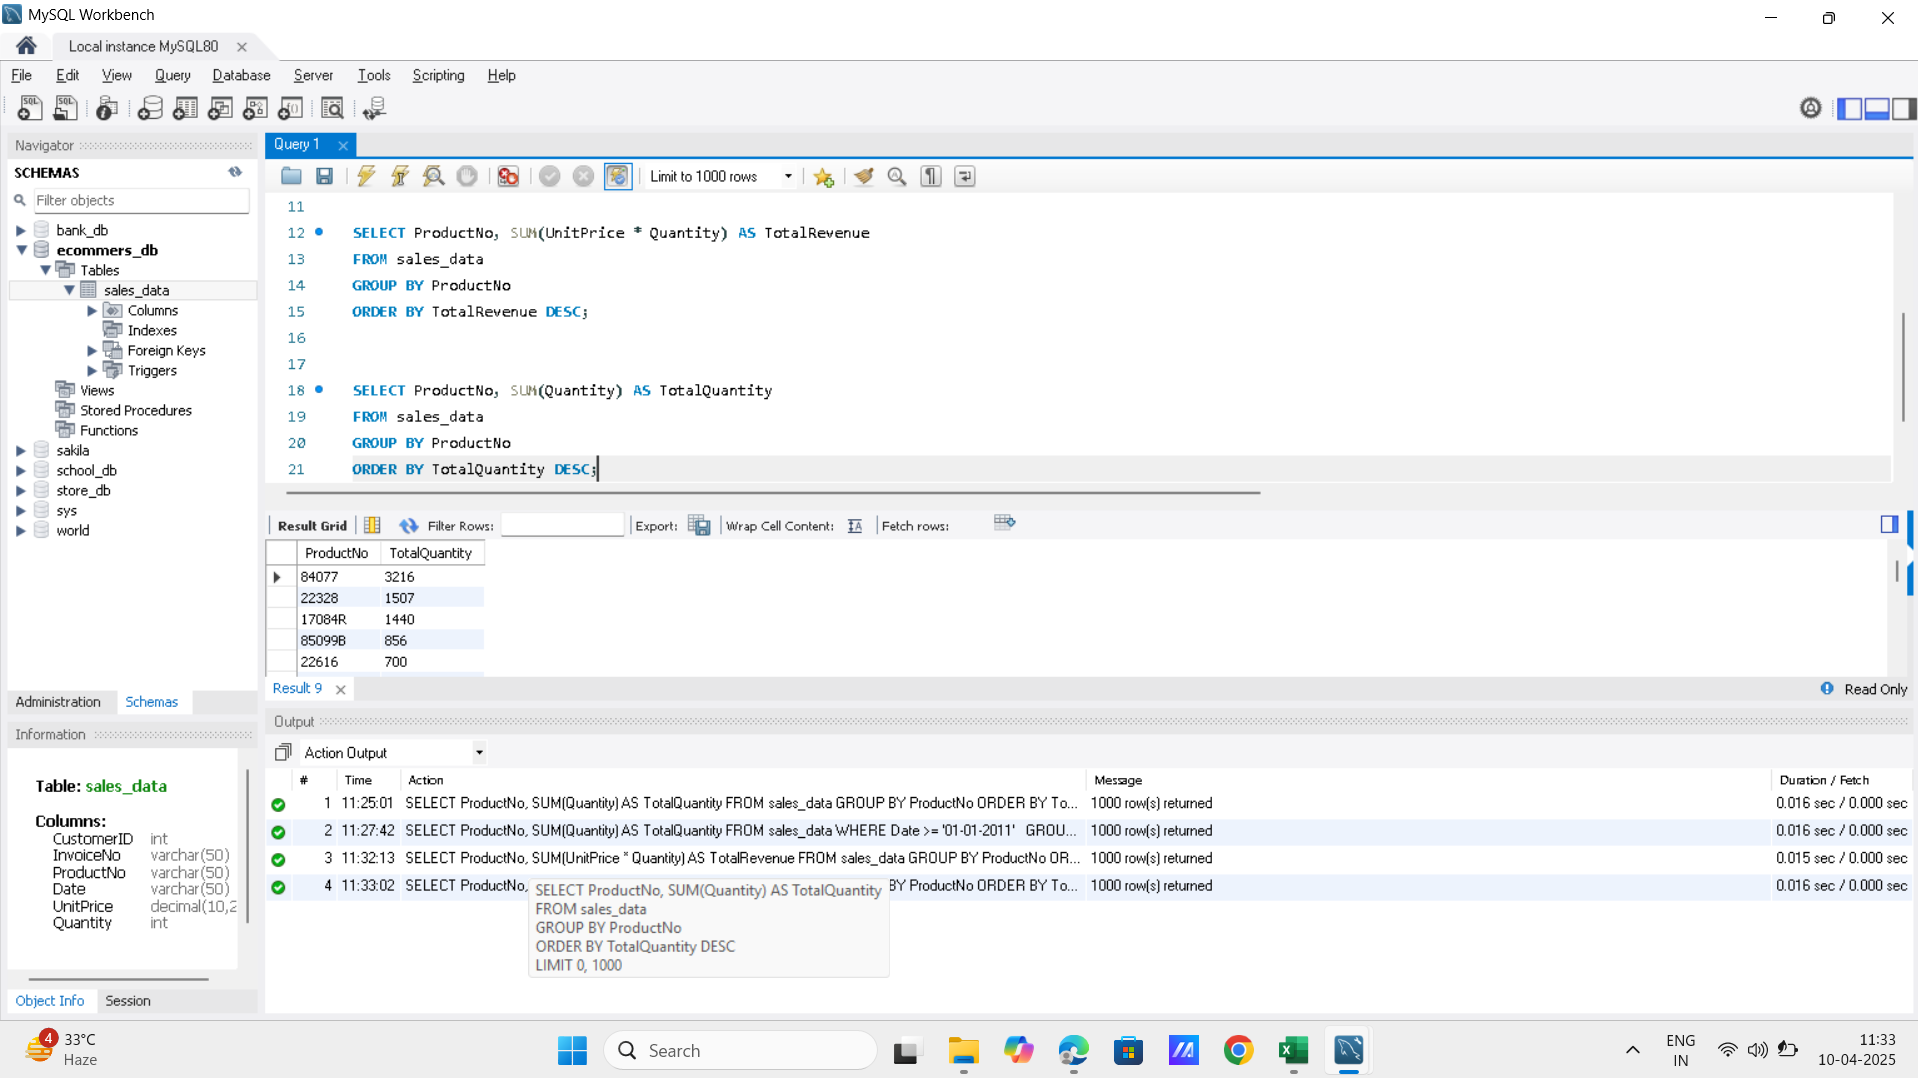 MySQL Workbench
Local instance MySQL80
File Edit View Query Database Server Tools Scripting Help
Navigator
SCHEMAS
Filter objects
bank_db
ecommers_db
Tables
sales_data
Columns
Indexes
Foreign Keys
Triggers
Views
Stored Procedures
Functions
sakila
school_db
store_db
sys
world
Administration Schemas
Information
Table: sales_data
Columns:
CustomerID int
InvoiceNo varchar(50)
ProductNo varchar(50)
Date varchar(50)
UnitPrice decimal(10,2
Quantity int
Object Info Session
Query 1
Limit to 1000 rows
11
12 SELECT ProductNo, SUM(UnitPrice * Quantity) AS TotalRevenue
13 FROM sales_data
14 GROUP BY ProductNo
15 ORDER BY TotalRevenue DESC;
16
17
18 SELECT ProductNo, SUM(Quantity) AS TotalQuantity
19 FROM sales_data
20 GROUP BY ProductNo
21 ORDER BY TotalQuantity DESC;
Result Grid Filter Rows: Export: Wrap Cell Content: Fetch rows:
ProductNo TotalQuantity
84077 3216
22328 1507
17084R 1440
85099B 856
22616 700
Result 9 Read Only
Output
Action Output
# Time Action Message Duration / Fetch
1 11:25:01 SELECT ProductNo, SUM(Quantity) AS TotalQuantity FROM sales_data GROUP BY ProductNo ORDER BY To... 1000 row(s) returned 0.016 sec / 0.000 sec
2 11:27:42 SELECT ProductNo, SUM(Quantity) AS TotalQuantity FROM sales_data WHERE Date >= '01-01-2011' GROU... 1000 row(s) returned 0.016 sec / 0.000 sec
3 11:32:13 SELECT ProductNo, SUM(UnitPrice * Quantity) AS TotalRevenue FROM sales_data GROUP BY ProductNo OR... 1000 row(s) returned 0.015 sec / 0.000 sec
4 11:33:02 SELECT ProductNo, BY ProductNo ORDER BY To... 1000 row(s) returned 0.016 sec / 0.000 sec
SELECT ProductNo, SUM(Quantity) AS TotalQuantity
FROM sales_data
GROUP BY ProductNo
ORDER BY TotalQuantity DESC
LIMIT 0, 1000
4
33°C
Haze
Search
ENG
IN
11:33
10-04-2025